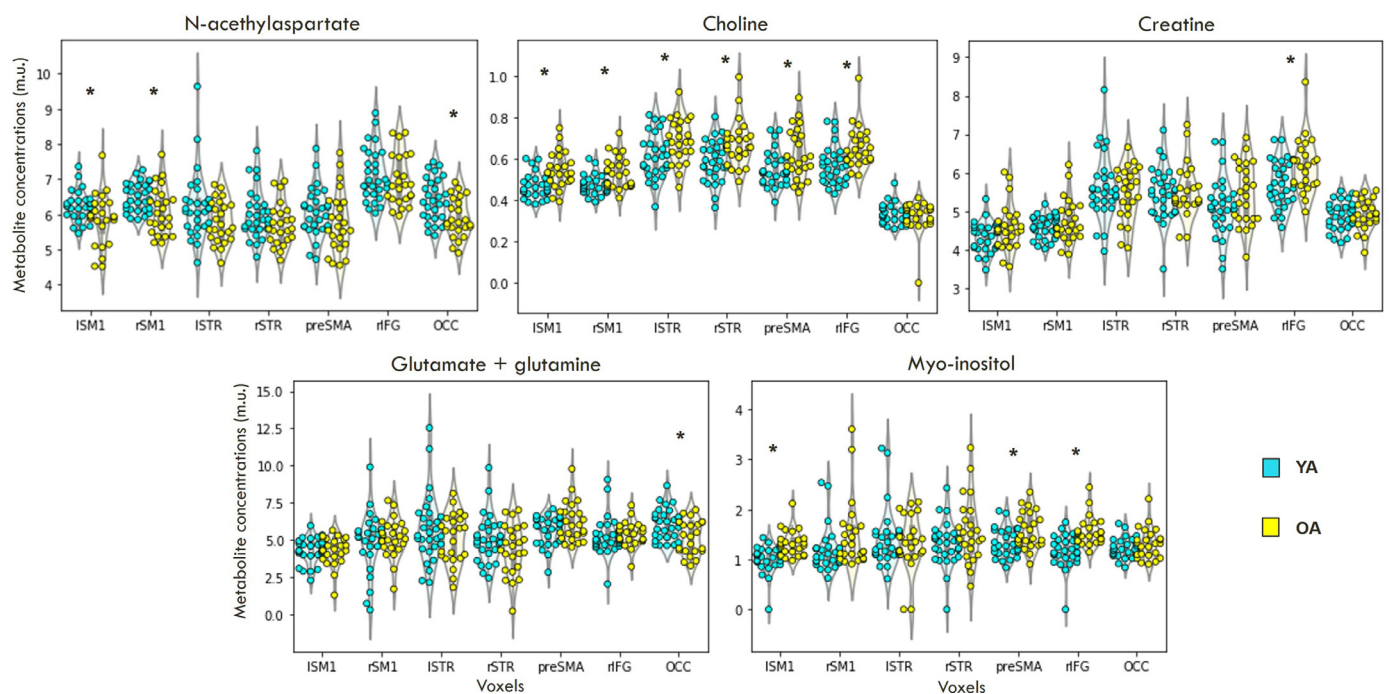 N-acethylaspartate
Choline
Creatine
Metabolite concentrations (m.u.)
10
9
8
7
6
5
4
* * *
lSM1 rSM1 lSTR rSTR preSMA rIFG OCC
1.0
0.8
0.6
0.4
0.2
0.0
* * * * * *
lSM1 rSM1 lSTR rSTR preSMA rIFG OCC
9
8
7
6
5
4
3
*
lSM1 rSM1 lSTR rSTR preSMA rIFG OCC
Glutamate + glutamine
Myo-inositol
Metabolite concentrations (m.u.)
15.0
12.5
10.0
7.5
5.0
2.5
0.0
*
lSM1 rSM1 lSTR rSTR preSMA rIFG OCC
Voxels
4
3
2
1
0
* * *
lSM1 rSM1 lSTR rSTR preSMA rIFG OCC
Voxels
YA
OA